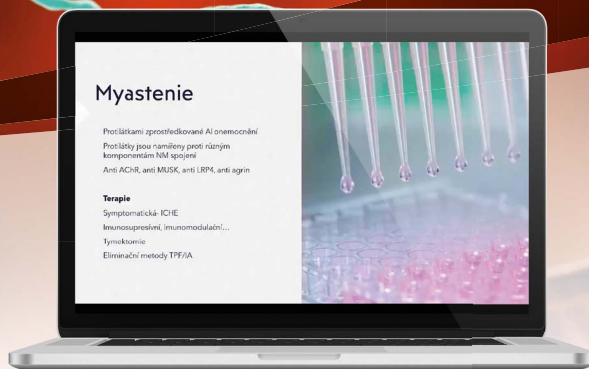 Myastenie
Protilátkami zprostředkované AI onemocnění
Protilátky jsou namířeny proti různým
komponentám NM spojení
Anti AChR, anti MUSK, anti LRP4, anti agrin
Terapie
Symptomatická- ICHE
Imunosupresívní, imunomodulační...
Tymektomie
Eliminační metody TPF/IA